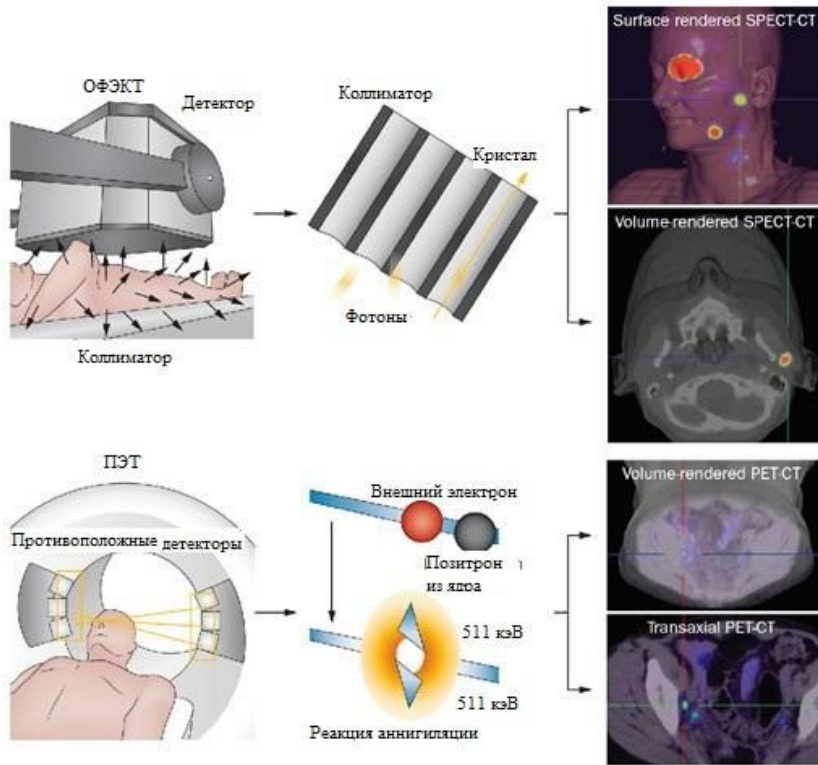 ОФЭКТ
Детектор
Коллиматор
Коллиматор
Кристал
Фотоны
Surface rendered SPECT-CT
Volume-rendered SPECT-CT
ПЭТ
Противоположные детекторы
Внешний электрон
Позитрон
из ядра
511 кэВ
511 кэВ
Реакция аннигиляции
Volume-rendered PET-CT
Transaxial PET-CT